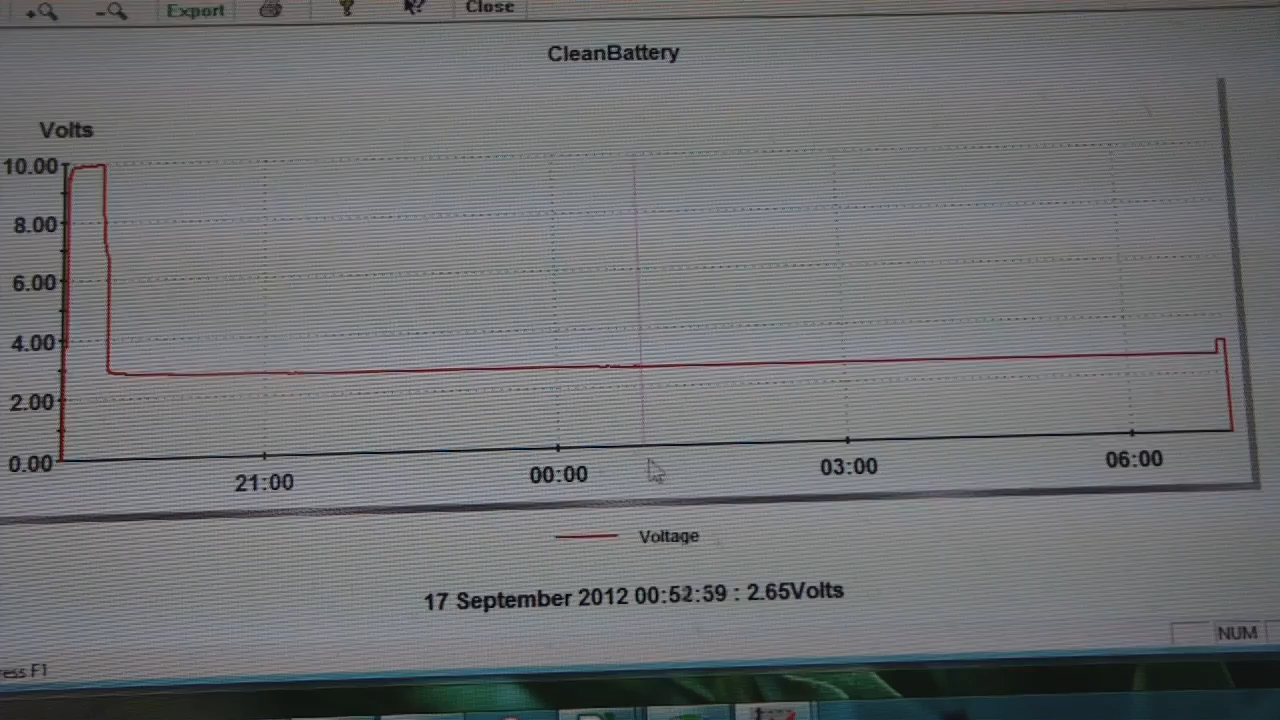 Export Close
CleanBattery
Volts
10.00
8.00
6.00
4.00
2.00
0.00
21:00 00:00 03:00 06:00
Voltage
17 September 2012 00:52:59 : 2.65Volts
NUM
ress F1